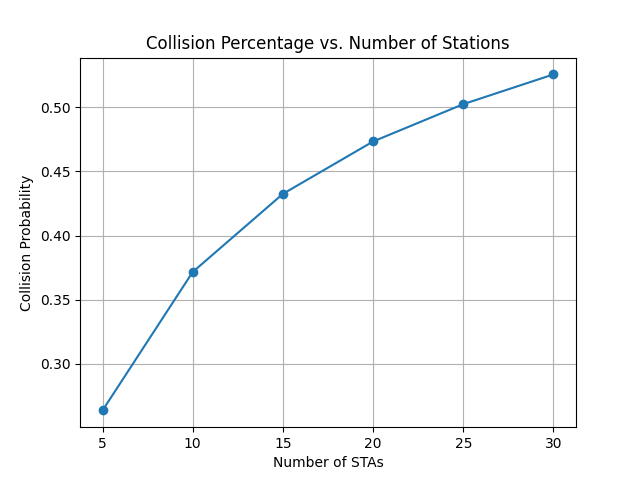 Collision Percentage vs. Number of Stations
Collision Probability
0.50
0.45
0.40
0.35
0.30
5 10 15 20 25 30
Number of STAs